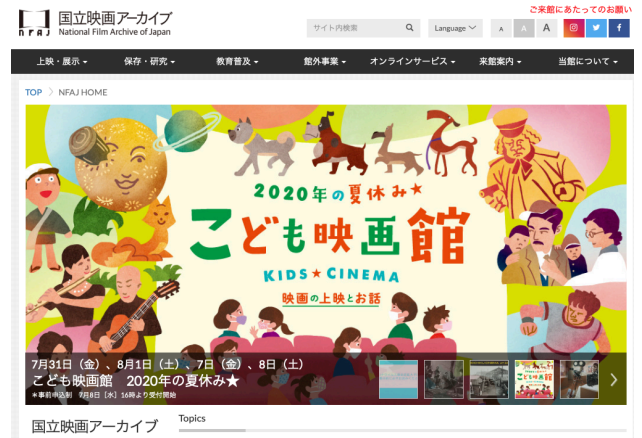 ご来館にあたってのお願い
国立映画アーカイブ
NFAJ National Film Archive of Japan
サイト内検索
Language
A A A
上映・展示 保存・研究 教育普及 館外事業 オンラインサービス 来館案内 当館について
TOP NFAJ HOME
2020年の夏休み★
こども映画館
KIDS★CINEMA
映画の上映とお話
7月31日（金）、8月1日（土）、7日（金）、8日（土）
こども映画館 2020年の夏休み★
＊事前申込制 7月8日［水］16時より受付開始
国立映画アーカイブ
Topics